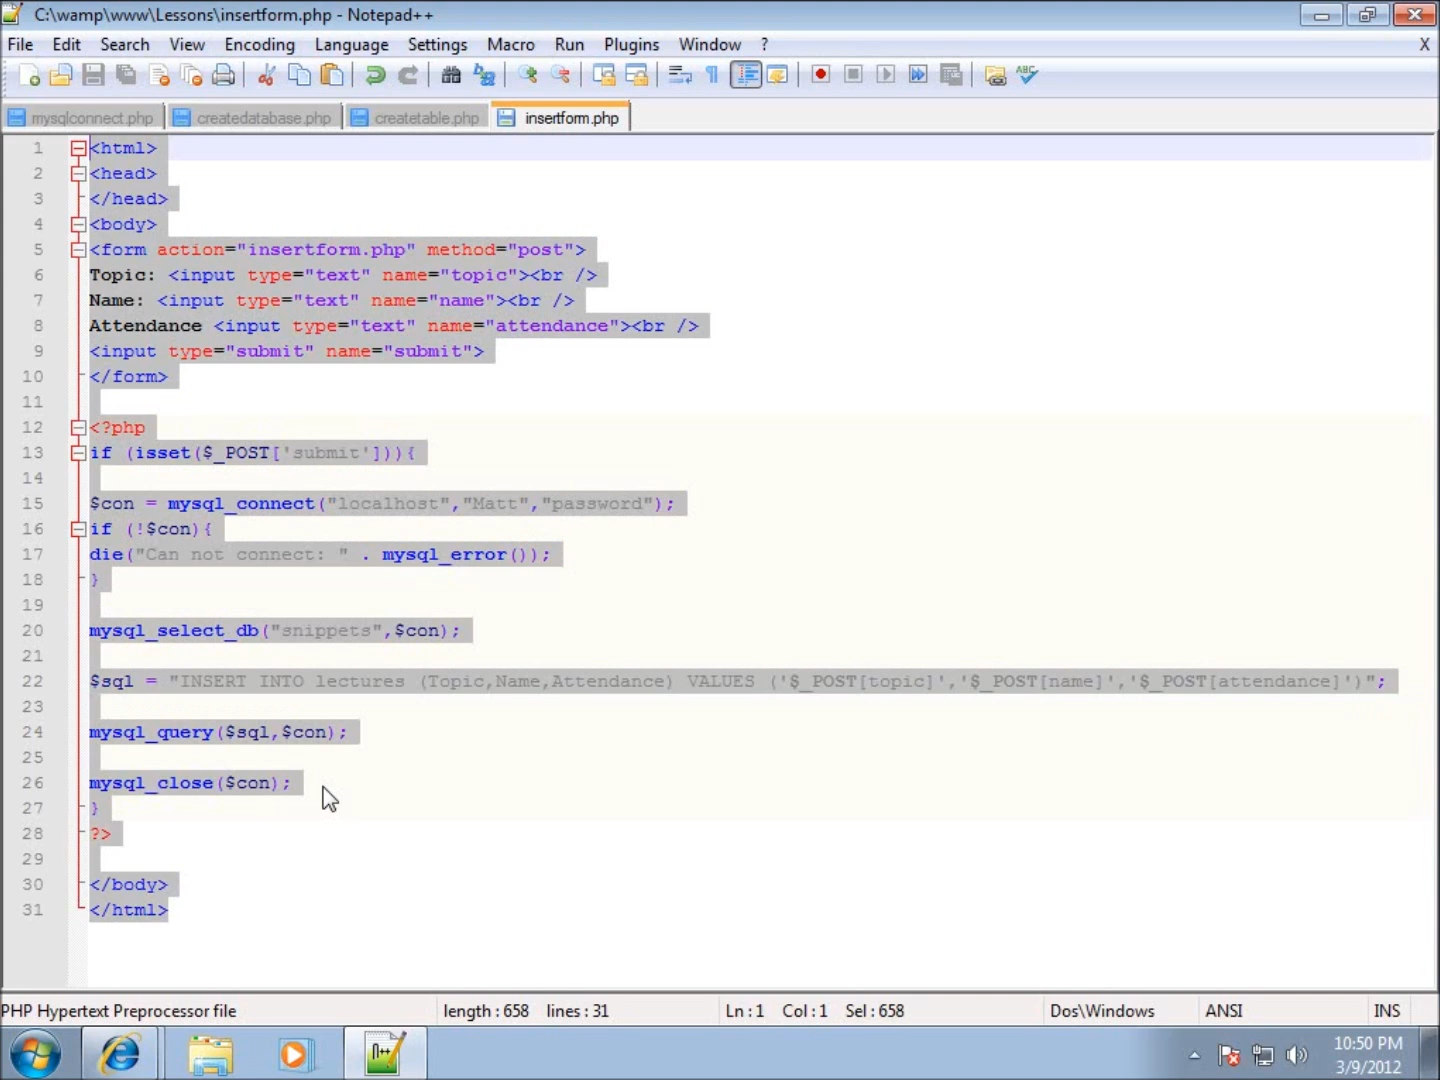 C:\wamp\www\Lessons\insertform.php - Notepad++
File Edit Search View Encoding Language Settings Macro Run Plugins Window ? X
mysqlconnect.php createdatabase.php createtable.php insertform.php
1 <html>
2 <head>
3 </head>
4 <body>
5 <form action="insertform.php" method="post">
6 Topic: <input type="text" name="topic"><br />
7 Name: <input type="text" name="name"><br />
8 Attendance <input type="text" name="attendance"><br />
9 <input type="submit" name="submit">
10 </form>
11
12 <?php
13 if (isset($_POST['submit'])){
14
15 $con = mysql_connect("localhost","Matt","password");
16 if (!$con){
17 die("Can not connect: " . mysql_error());
18 }
19
20 mysql_select_db("snippets",$con);
21
22 $sql = "INSERT INTO lectures (Topic,Name,Attendance) VALUES ('$_POST[topic]','$_POST[name]','$_POST[attendance]')";
23
24 mysql_query($sql,$con);
25
26 mysql_close($con);
27 }
28 ?>
29
30 </body>
31 </html>
PHP Hypertext Preprocessor file length : 658 lines : 31 Ln : 1 Col : 1 Sel : 658 Dos\Windows ANSI INS
10:50 PM
3/9/2012